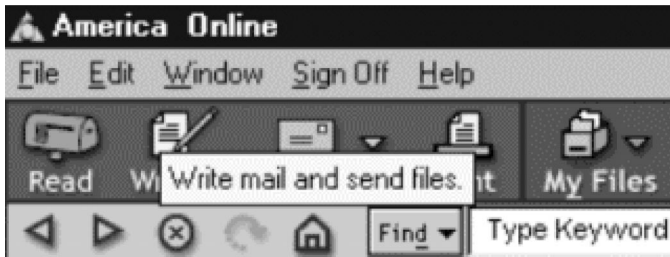 America Online
File Edit Window Sign Off Help
Read Write mail and send files. My Files
Find Type Keyword